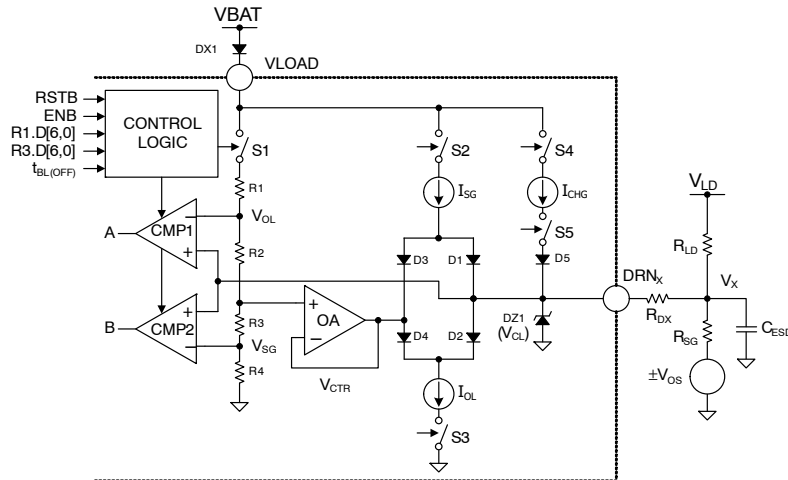 VBAT
DX1
VLOAD
RSTB
ENB
R1.D[6,0]
R3.D[6,0]
tBL(OFF)
CONTROL
LOGIC
S1
S2
S4
R1
ISG
ICHG
VOL
S5
A
CMP1
−
+
R2
D3
D1
D5
VLD
RLD
DRNX
VX
B
CMP2
+
−
R3
VSG
R4
+
OA
−
D4
D2
DZ1
(VCL)
RDX
RSG
CESD
VCTR
IOL
±VOS
S3